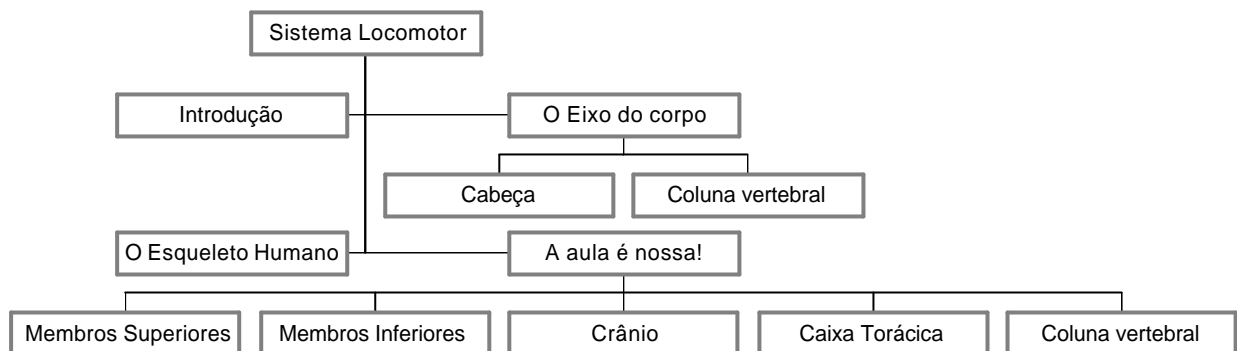 Sistema Locomotor
Introdução
O Eixo do corpo
Cabeça
Coluna vertebral
O Esqueleto Humano
A aula é nossa!
Membros Superiores
Membros Inferiores
Crânio
Caixa Torácica
Coluna vertebral